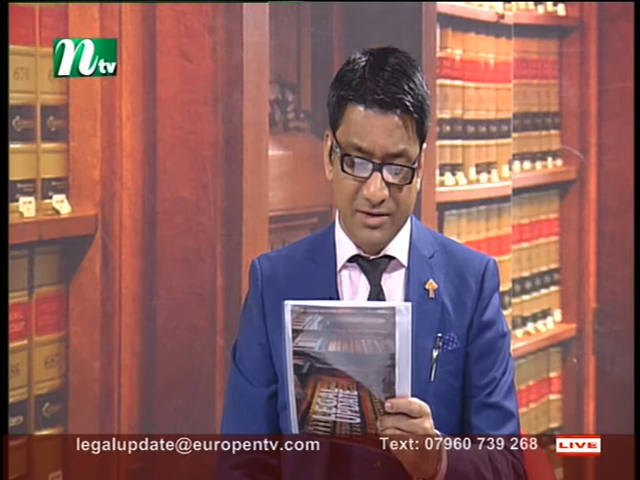 ntv
LEGAL
UPDATE
legalupdate@europentv.com
Text: 07960 739 268
LIVE